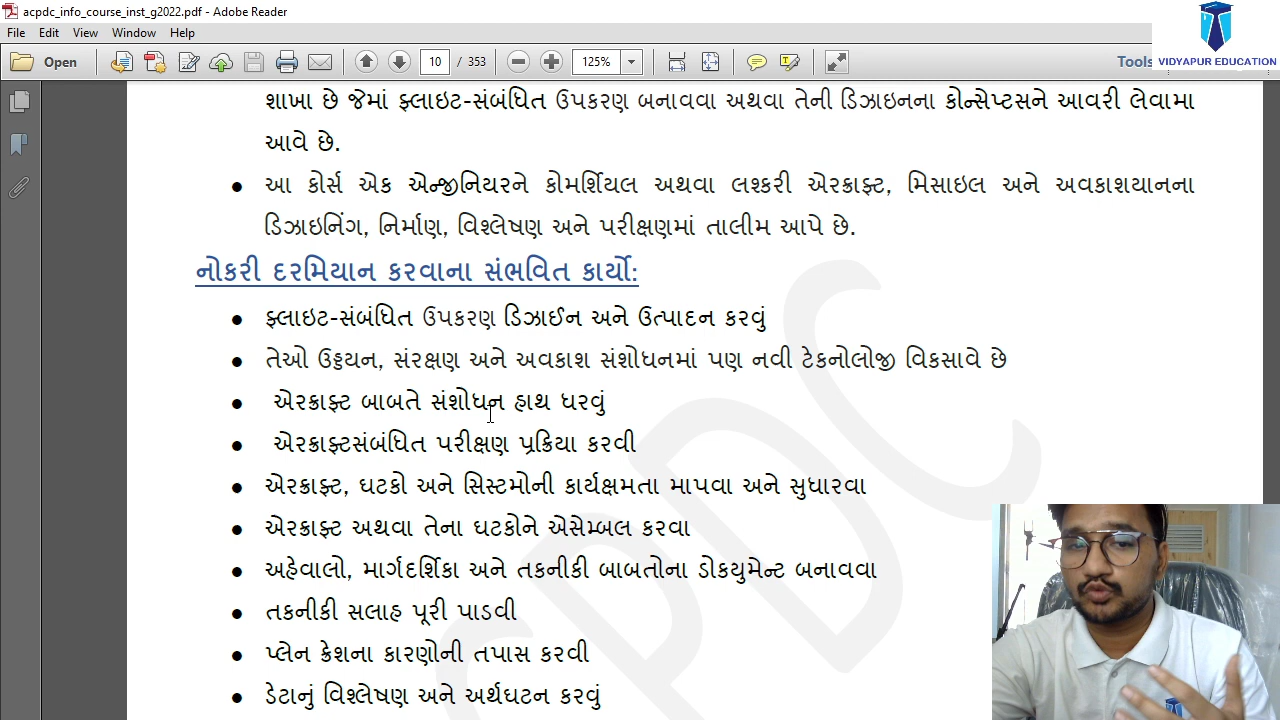 acpdc_info_course_inst_g2022.pdf - Adobe Reader
File Edit View Window Help
Open 10 / 353 125% Tools
VIDYAPUR EDUCATION
શાખા છે જેમાં ફ્લાઇટ-સંબંધિત ઉપકરણ બનાવવા અથવા તેની ડિઝાઇનના કોન્સેપ્ટસને આવરી લેવામા
આવે છે.
● આ કોર્સ એક એન્જીનિયરને કોમર્શિયલ અથવા લશ્કરી એરક્રાફ્ટ, મિસાઇલ અને અવકાશયાનના
ડિઝાઇનિંગ, નિર્માણ, વિશ્લેષણ અને પરીક્ષણમાં તાલીમ આપે છે.
નોકરી દરમિયાન કરવાના સંભવિત કાર્યો:
● ફ્લાઇટ-સંબંધિત ઉપકરણ ડિઝાઈન અને ઉત્પાદન કરવું
● તેઓ ઉડ્ડયન, સંરક્ષણ અને અવકાશ સંશોધનમાં પણ નવી ટેકનોલોજી વિકસાવે છે
● એરક્રાફ્ટ બાબતે સંશોધન હાથ ધરવું
● એરક્રાફ્ટસંબંધિત પરીક્ષણ પ્રક્રિયા કરવી
● એરક્રાફ્ટ, ઘટકો અને સિસ્ટમોની કાર્યક્ષમતા માપવા અને સુધારવા
● એરક્રાફ્ટ અથવા તેના ઘટકોને એસેમ્બલ કરવા
● અહેવાલો, માર્ગદર્શિકા અને તકનીકી બાબતોના ડોકયુમેન્ટ બનાવવા
● તકનીકી સલાહ પૂરી પાડવી
● પ્લેન ક્રેશના કારણોની તપાસ કરવી
● ડેટાનું વિશ્લેષણ અને અર્થઘટન કરવું